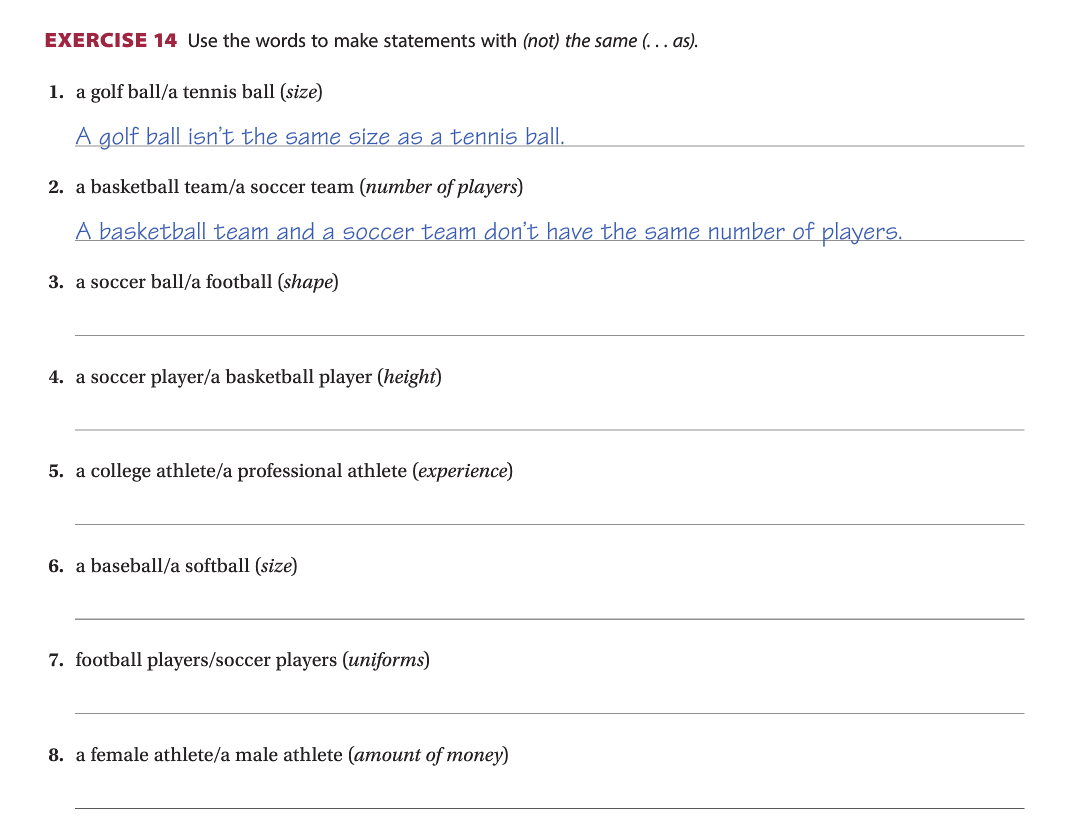 EXERCISE 14 Use the words to make statements with (not) the same (. . . as).
1. a golf ball/a tennis ball (size)
A golf ball isn’t the same size as a tennis ball.
2. a basketball team/a soccer team (number of players)
A basketball team and a soccer team don’t have the same number of players.
3. a soccer ball/a football (shape)
4. a soccer player/a basketball player (height)
5. a college athlete/a professional athlete (experience)
6. a baseball/a softball (size)
7. football players/soccer players (uniforms)
8. a female athlete/a male athlete (amount of money)